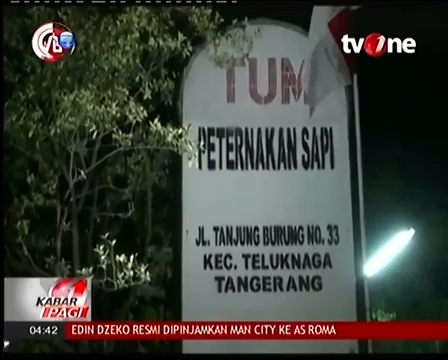 tvOne
TUM
PETERNAKAN SAPI
JL. TANJUNG BURUNG NO. 33
KEC. TELUKNAGA
TANGERANG
KABAR
PAGI
04:42 EDIN DZEKO RESMI DIPINJAMKAN MAN CITY KE AS ROMA